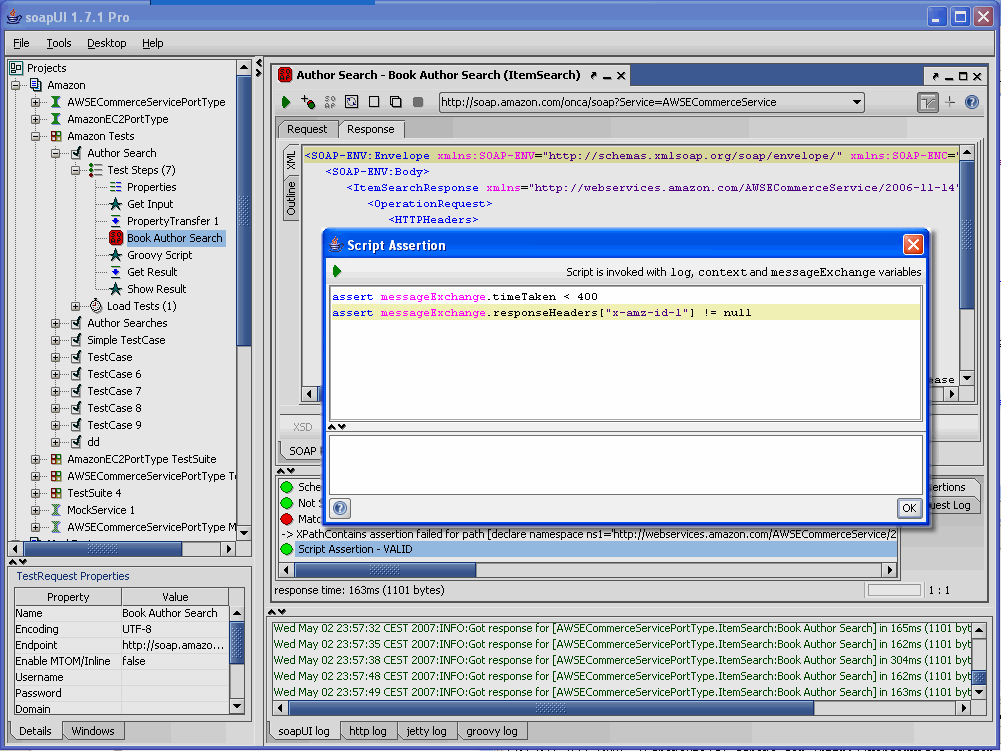 soapUI 1.7.1 Pro
File Tools Desktop Help
Projects
Amazon
AWSECommerceServicePortType
AmazonEC2PortType
Amazon Tests
Author Search
Test Steps (7)
Properties
Get Input
PropertyTransfer 1
Book Author Search
Groovy Script
Get Result
Show Result
Load Tests (1)
Author Searches
Simple TestCase
TestCase
TestCase 6
TestCase 7
TestCase 8
TestCase 9
dd
AmazonEC2PortType TestSuite
AWSECommerceServicePortType Te
TestSuite 4
MockService 1
AWSECommerceServicePortType M
TestRequest Properties
Property Value
Name Book Author Search
Encoding UTF-8
Endpoint http://soap.amazo...
Enable MTOM/Inline false
Username
Password
Domain
Details Windows
Author Search - Book Author Search (ItemSearch)
http://soap.amazon.com/onca/soap?Service=AWSECommerceService
Request Response
XML
Outline
<SOAP-ENV:Envelope xmlns:SOAP-ENV="http://schemas.xmlsoap.org/soap/envelope/" xmlns:SOAP-ENC="
<SOAP-ENV:Body>
<ItemSearchResponse xmlns="http://webservices.amazon.com/AWSECommerceService/2006-11-14"
<OperationRequest>
<HTTPHeaders>
ease
Script Assertion
Script is invoked with log, context and messageExchange variables
assert messageExchange.timeTaken < 400
assert messageExchange.responseHeaders["x-amz-id-1"] != null
OK
XSD
SOAP
Sche
Not S
Matc
sertions
uest Log
-> XPathContains assertion failed for path [declare namespace ns1='http://webservices.amazon.com/AWSECommerceService/2
Script Assertion - VALID
response time: 163ms (1101 bytes)
1 : 1
Wed May 02 23:57:32 CEST 2007:INFO:Got response for [AWSECommerceServicePortType.ItemSearch:Book Author Search] in 165ms (1101 byt
Wed May 02 23:57:35 CEST 2007:INFO:Got response for [AWSECommerceServicePortType.ItemSearch:Book Author Search] in 162ms (1101 byt
Wed May 02 23:57:38 CEST 2007:INFO:Got response for [AWSECommerceServicePortType.ItemSearch:Book Author Search] in 304ms (1101 byt
Wed May 02 23:57:48 CEST 2007:INFO:Got response for [AWSECommerceServicePortType.ItemSearch:Book Author Search] in 162ms (1101 byt
Wed May 02 23:57:49 CEST 2007:INFO:Got response for [AWSECommerceServicePortType.ItemSearch:Book Author Search] in 163ms (1101 byt
soapUI log http log jetty log groovy log